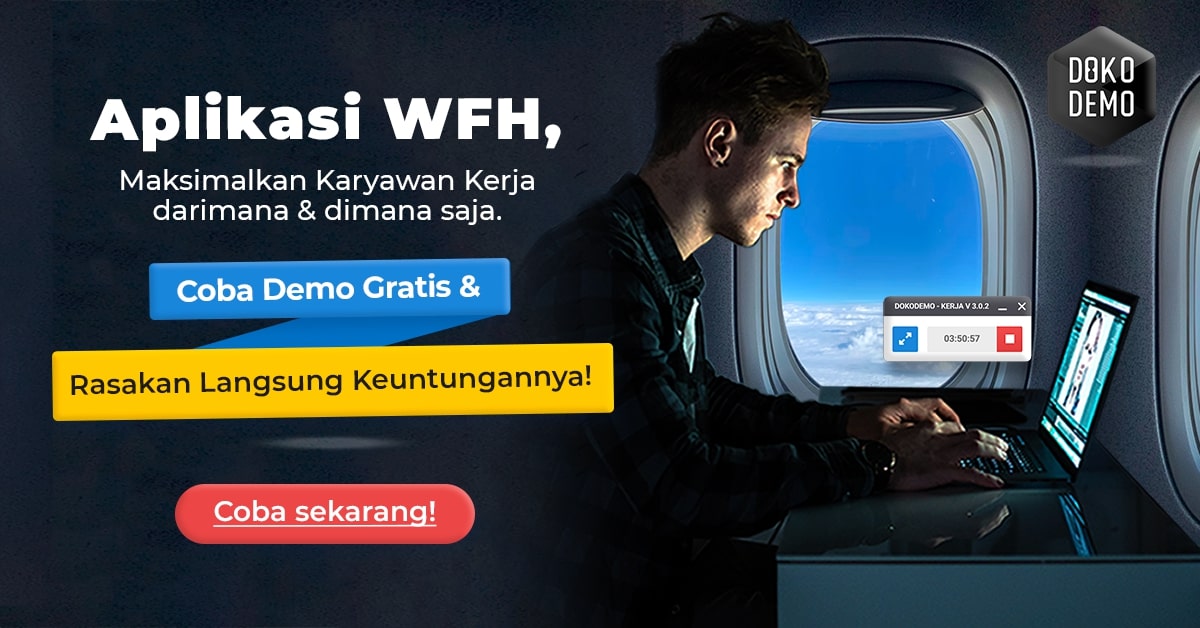 Aplikasi WFH,
Maksimalkan Karyawan Kerja
darimana & dimana saja.
Coba Demo Gratis &
Rasakan Langsung Keuntungannya!
Coba sekarang!
DOKO
DEMO
DOKODEMO - KERJA V 3.0.2
03:50:57